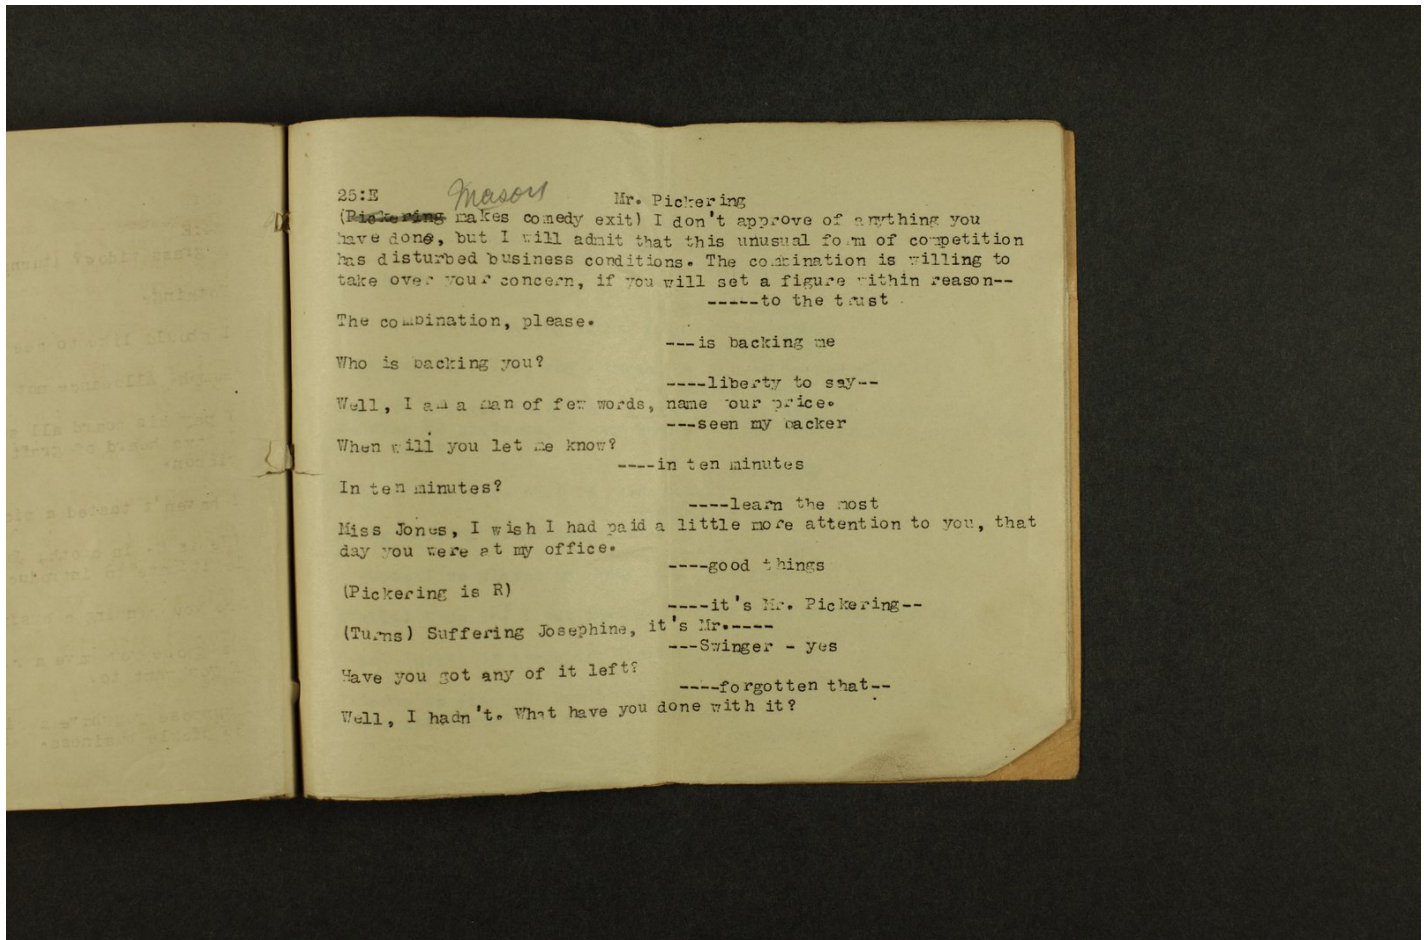 25:E Mason Mr. Pickering
(Pickering makes comedy exit) I don't approve of anything you
have done, but I will admit that this unusual form of competition
has disturbed business conditions. The combination is willing to
take over your concern, if you will set a figure within reason--
-----to the trust
The combination, please.
---is backing me
Who is backing you?
----liberty to say--
Well, I am a man of few words, name your price.
---seen my backer
When will you let me know?
----in ten minutes
In ten minutes?
----learn the most
Miss Jones, I wish I had paid a little more attention to you, that
day you were at my office.
----good things
(Pickering is R)
----it's Mr. Pickering--
(Turns) Suffering Josephine, it's Mr.----
---Swinger - yes
Have you got any of it left?
----forgotten that--
Well, I hadn't. What have you done with it?